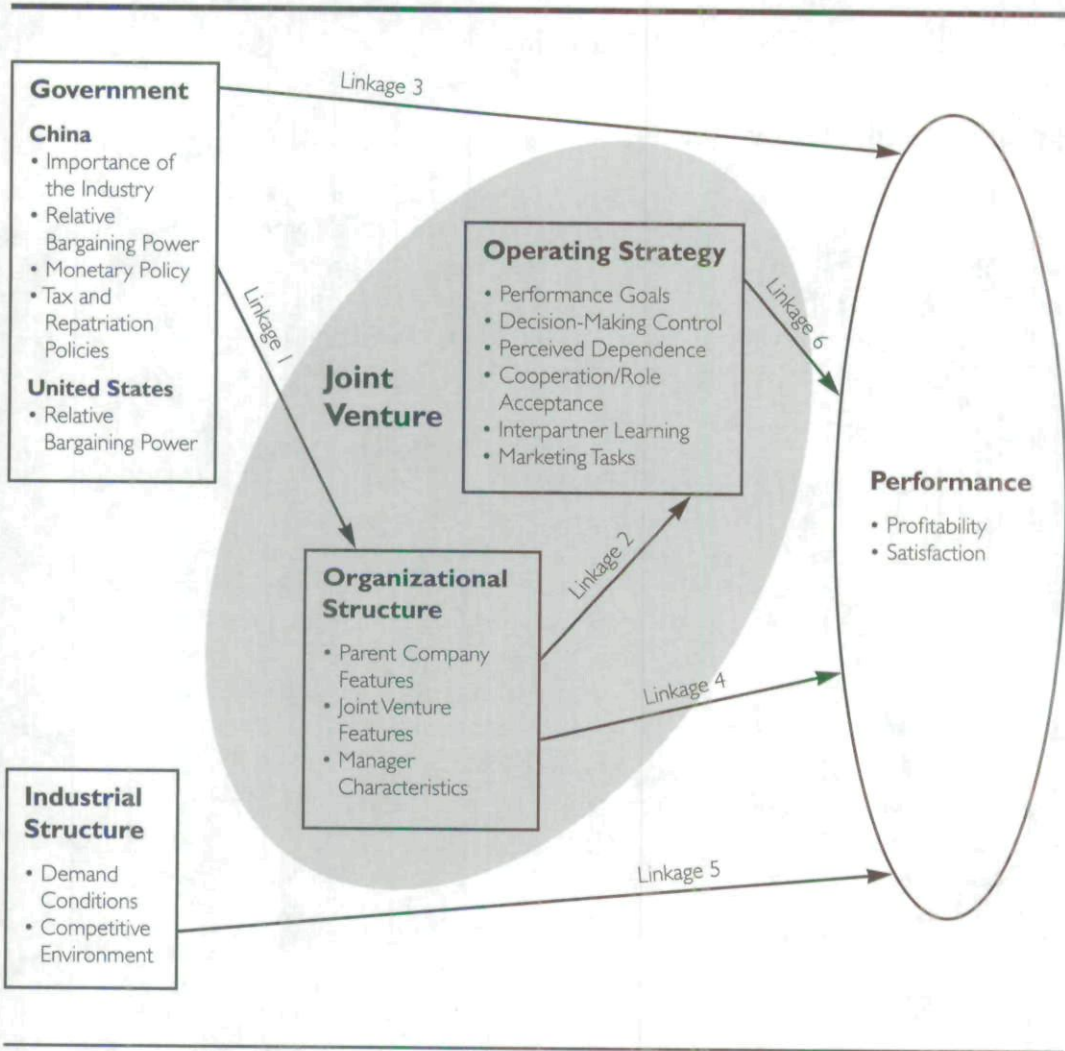 Government
China
• Importance of
the Industry
• Relative
Bargaining Power
• Monetary Policy
• Tax and
Repatriation
Policies
United States
• Relative
Bargaining Power
Linkage 3
Linkage 1
Joint
Venture
Operating Strategy
• Performance Goals
• Decision-Making Control
• Perceived Dependence
• Cooperation/Role
Acceptance
• Interpartner Learning
• Marketing Tasks
Linkage 6
Linkage 2
Organizational
Structure
• Parent Company
Features
• Joint Venture
Features
• Manager
Characteristics
Linkage 4
Performance
• Profitability
• Satisfaction
Industrial
Structure
• Demand
Conditions
• Competitive
Environment
Linkage 5